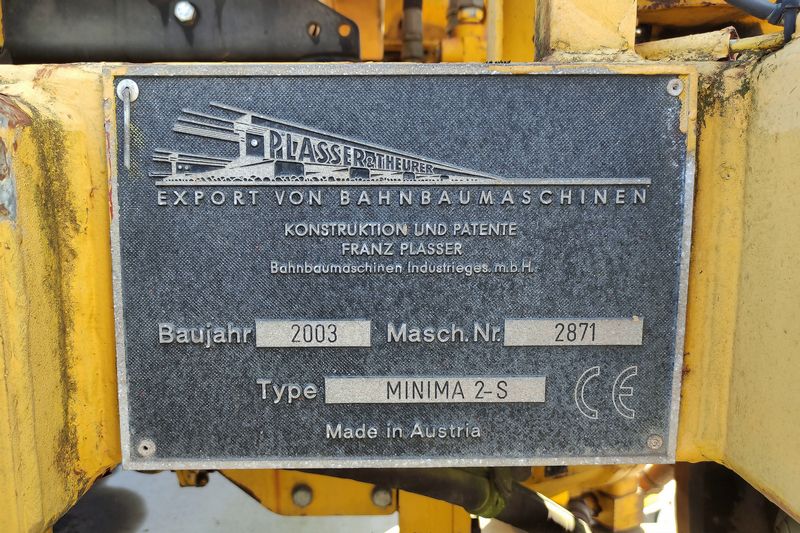 PLASSER & THEURER
EXPORT VON BAHNBAUMASCHINEN
KONSTRUKTION UND PATENTE
FRANZ PLASSER
Bahnbaumaschinen Industrieges. m.b.H.
Baujahr 2003 Masch.Nr. 2871
Type MINIMA 2-S CE
Made in Austria